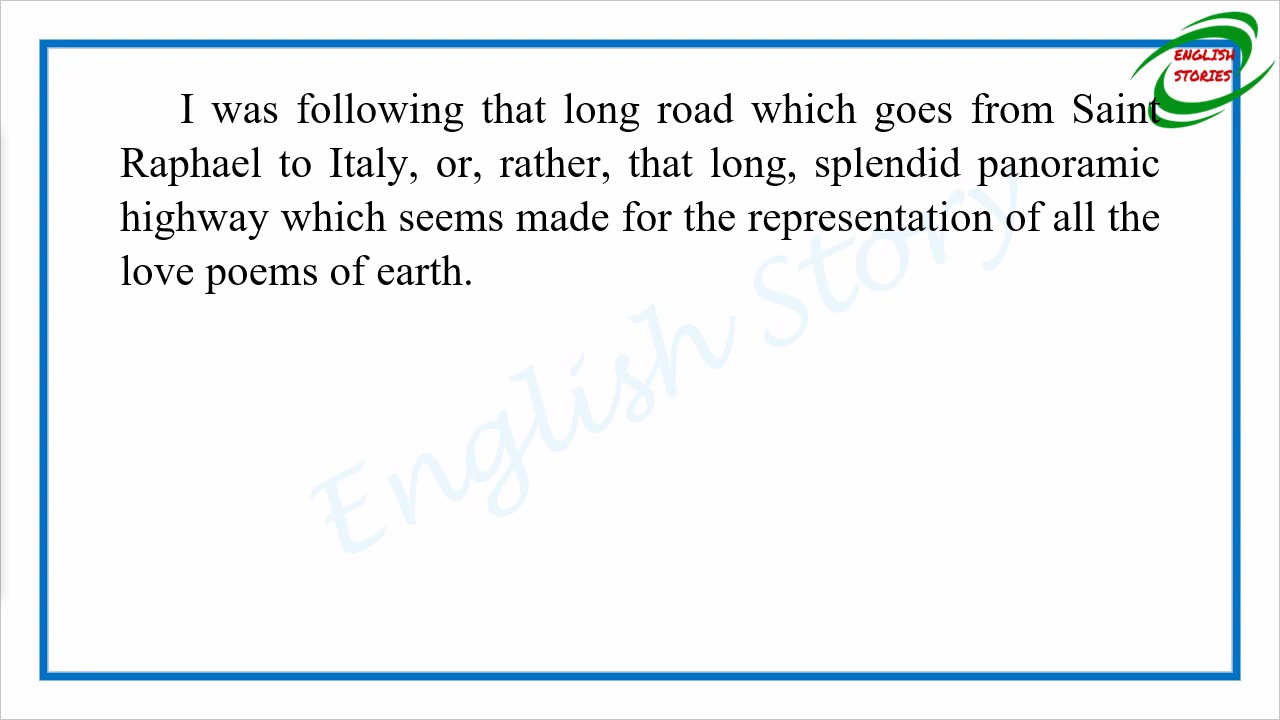 ENGLISH
STORIES
I was following that long road which goes from Saint
Raphael to Italy, or, rather, that long, splendid panoramic
highway which seems made for the representation of all the
love poems of earth.
English Story